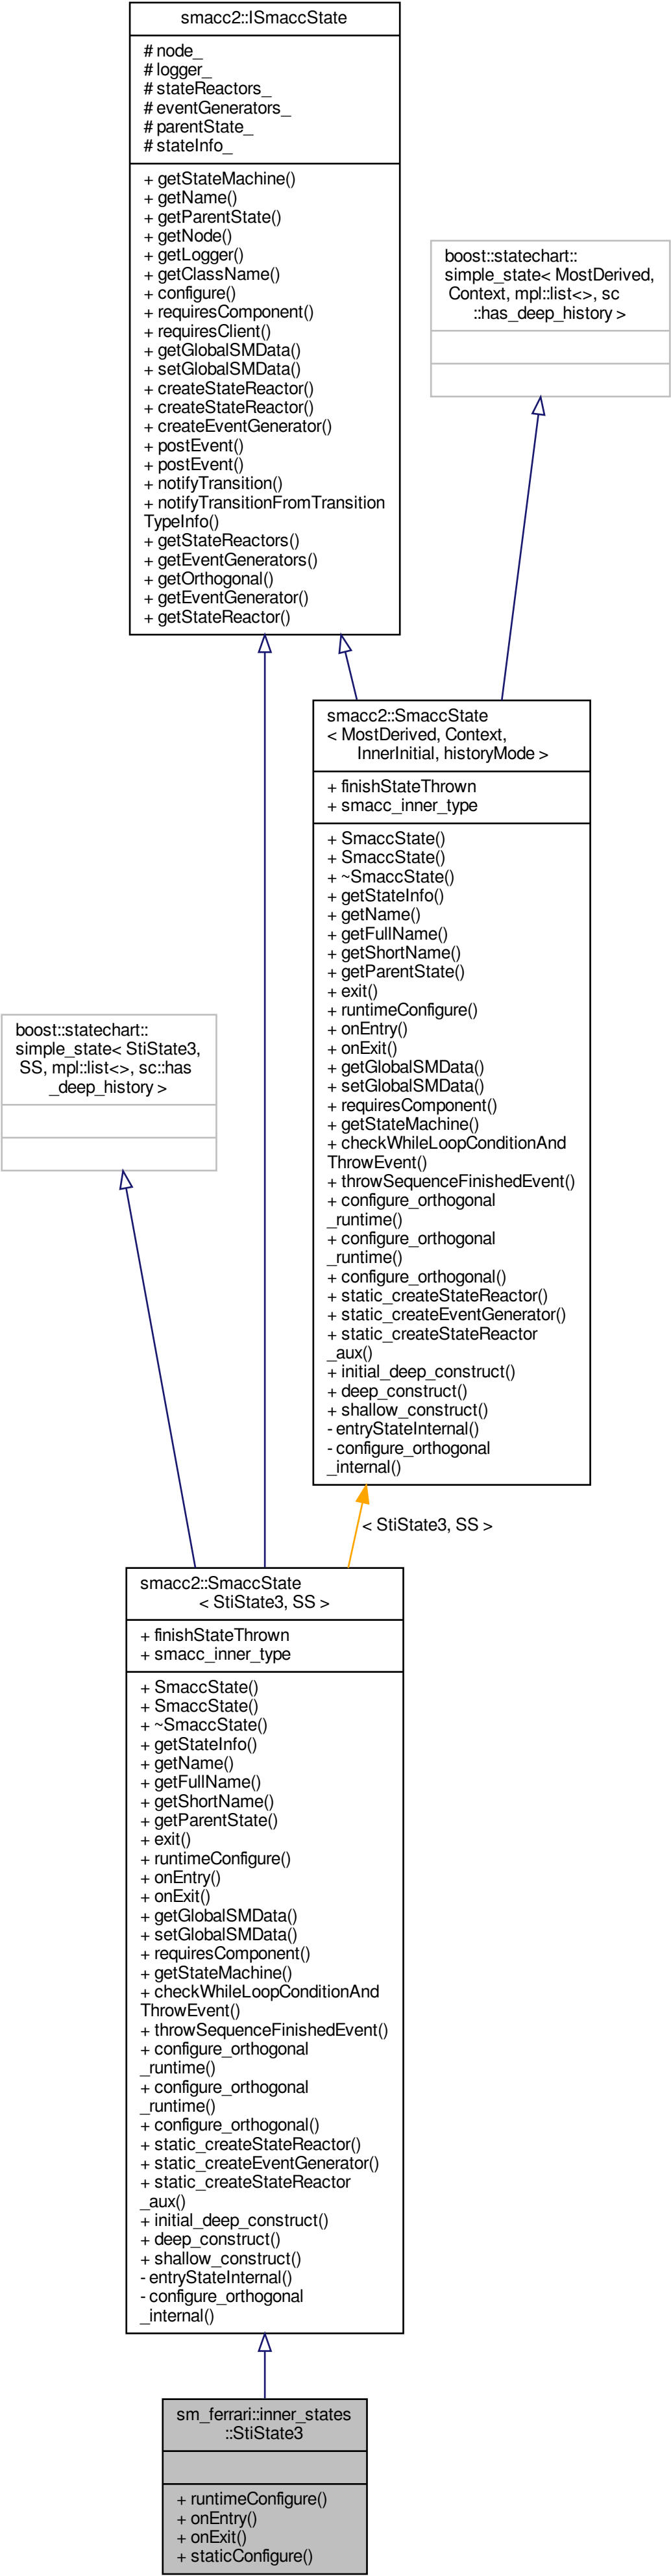 smacc2::ISmaccState
# node_
# logger_
# stateReactors_
# eventGenerators_
# parentState_
# stateInfo_
+ getStateMachine()
+ getName()
+ getParentState()
+ getNode()
+ getLogger()
+ getClassName()
+ configure()
+ requiresComponent()
+ requiresClient()
+ getGlobalSMData()
+ setGlobalSMData()
+ createStateReactor()
+ createStateReactor()
+ createEventGenerator()
+ postEvent()
+ postEvent()
+ notifyTransition()
+ notifyTransitionFromTransition
TypeInfo()
+ getStateReactors()
+ getEventGenerators()
+ getOrthogonal()
+ getEventGenerator()
+ getStateReactor()
boost::statechart::
simple_state< MostDerived,
Context, mpl::list<>, sc
::has_deep_history >
smacc2::SmaccState
< MostDerived, Context,
InnerInitial, historyMode >
+ finishStateThrown
+ smacc_inner_type
+ SmaccState()
+ SmaccState()
+ ~SmaccState()
+ getStateInfo()
+ getName()
+ getFullName()
+ getShortName()
+ getParentState()
+ exit()
+ runtimeConfigure()
+ onEntry()
+ onExit()
+ getGlobalSMData()
+ setGlobalSMData()
+ requiresComponent()
+ getStateMachine()
+ checkWhileLoopConditionAnd
ThrowEvent()
+ throwSequenceFinishedEvent()
+ configure_orthogonal
_runtime()
+ configure_orthogonal
_runtime()
+ configure_orthogonal()
+ static_createStateReactor()
+ static_createEventGenerator()
+ static_createStateReactor
_aux()
+ initial_deep_construct()
+ deep_construct()
+ shallow_construct()
- entryStateInternal()
- configure_orthogonal
_internal()
boost::statechart::
simple_state< StiState3,
SS, mpl::list<>, sc::has
_deep_history >
< StiState3, SS >
smacc2::SmaccState
< StiState3, SS >
+ finishStateThrown
+ smacc_inner_type
+ SmaccState()
+ SmaccState()
+ ~SmaccState()
+ getStateInfo()
+ getName()
+ getFullName()
+ getShortName()
+ getParentState()
+ exit()
+ runtimeConfigure()
+ onEntry()
+ onExit()
+ getGlobalSMData()
+ setGlobalSMData()
+ requiresComponent()
+ getStateMachine()
+ checkWhileLoopConditionAnd
ThrowEvent()
+ throwSequenceFinishedEvent()
+ configure_orthogonal
_runtime()
+ configure_orthogonal
_runtime()
+ configure_orthogonal()
+ static_createStateReactor()
+ static_createEventGenerator()
+ static_createStateReactor
_aux()
+ initial_deep_construct()
+ deep_construct()
+ shallow_construct()
- entryStateInternal()
- configure_orthogonal
_internal()
sm_ferrari::inner_states
::StiState3
+ runtimeConfigure()
+ onEntry()
+ onExit()
+ staticConfigure()